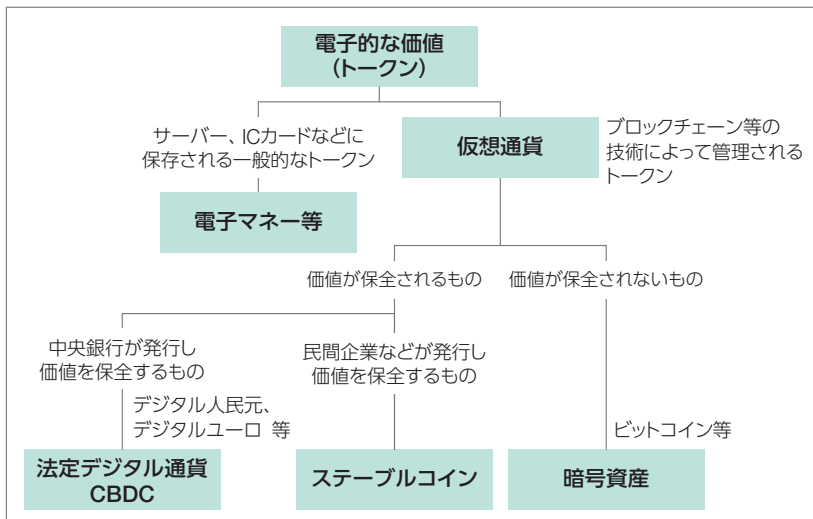 電子的な価値
(トークン)
サーバー、ICカードなどに
保存される一般的なトークン
仮想通貨
ブロックチェーン等の
技術によって管理される
トークン
電子マネー等
価値が保全されるもの
価値が保全されないもの
中央銀行が発行し
価値を保全するもの
民間企業などが発行し
価値を保全するもの
デジタル人民元、
デジタルユーロ 等
ビットコイン等
法定デジタル通貨
CBDC
ステーブルコイン
暗号資産